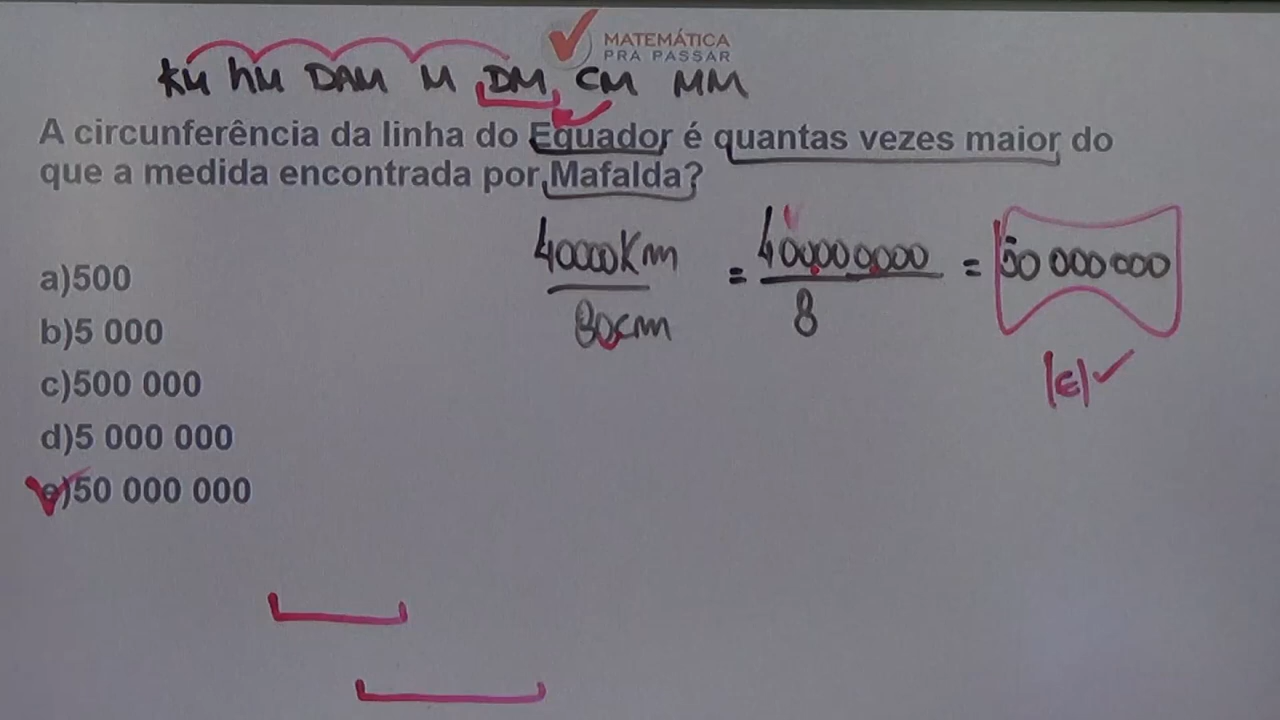 MATEMÁTICA
PRA PASSAR
KM HM DAM M DM CM MM
A circunferência da linha do Equador é quantas vezes maior do
que a medida encontrada por Mafalda?
40000Km = 400000000 = 50 000 000
80cm 8
a)500
b)5 000
c)500 000
d)5 000 000
e)50 000 000
|E|